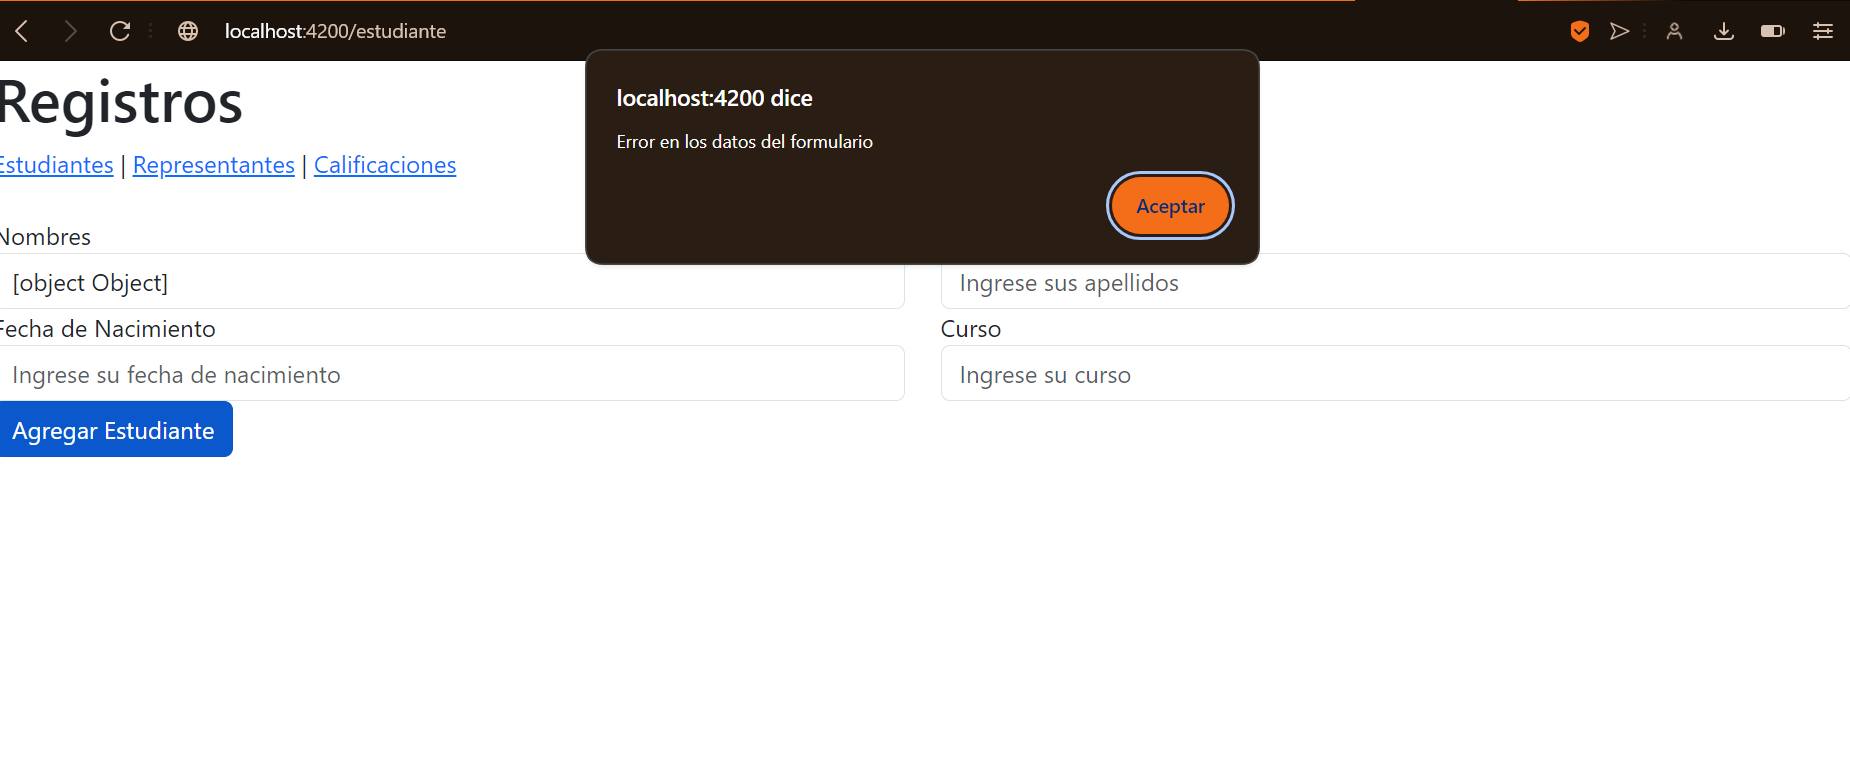 localhost:4200/estudiante
localhost:4200 dice
Error en los datos del formulario
Aceptar
Registros
Estudiantes | Representantes | Calificaciones
Nombres
[object Object]
Ingrese sus apellidos
Fecha de Nacimiento
Curso
Ingrese su fecha de nacimiento
Ingrese su curso
Agregar Estudiante